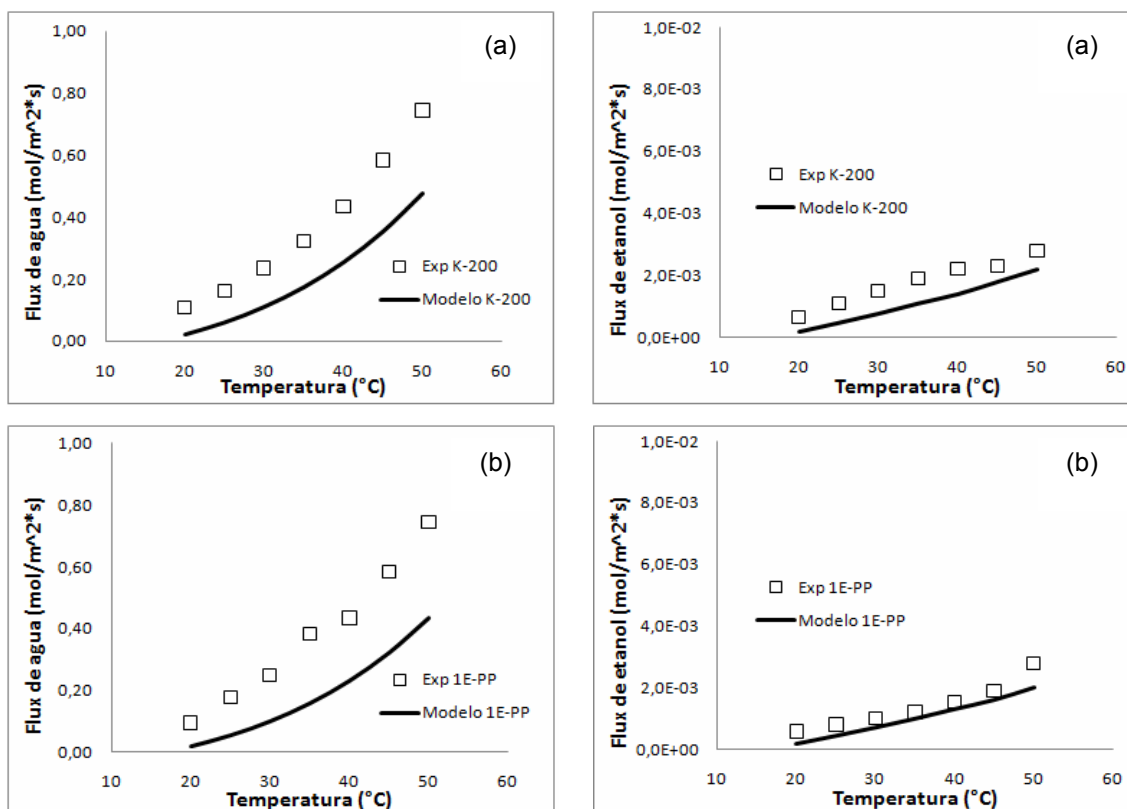 (a)
Flux de agua (mol/m^2*s)
1,00
0,80
0,60
0,40
0,20
0,00
Exp K-200
Modelo K-200
10 20 30 40 50 60
Temperatura (°C)
(a)
Flux de etanol (mol/m^2*s)
1,0E-02
8,0E-03
6,0E-03
4,0E-03
2,0E-03
0,0E+00
Exp K-200
Modelo K-200
10 20 30 40 50 60
Temperatura (°C)
(b)
Flux de agua (mol/m^2*s)
1,00
0,80
0,60
0,40
0,20
0,00
Exp 1E-PP
Modelo 1E-PP
10 20 30 40 50 60
Temperatura (°C)
(b)
Flux de etanol (mol/m^2*s)
1,0E-02
8,0E-03
6,0E-03
4,0E-03
2,0E-03
0,0E+00
Exp 1E-PP
Modelo 1E-PP
10 20 30 40 50 60
Temperatura (°C)